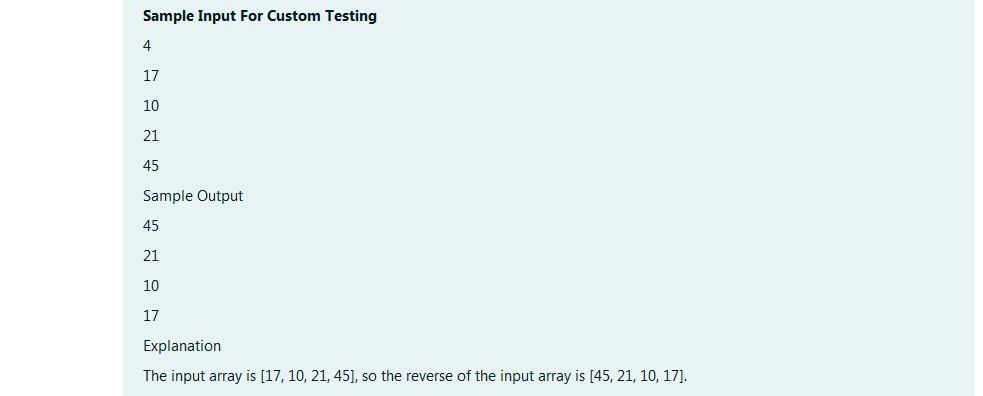 Sample Input For Custom Testing
4
17
10
21
45
Sample Output
45
21
10
17
Explanation
The input array is [17, 10, 21, 45], so the reverse of the input array is [45, 21, 10, 17].